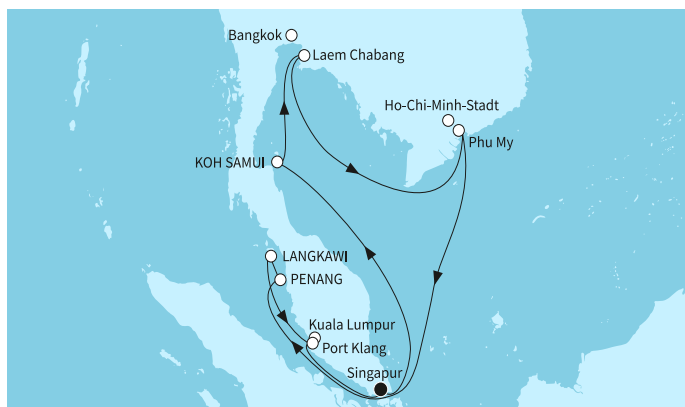 Bangkok
Laem Chabang
Ho-Chi-Minh-Stadt
Phu My
KOH SAMUI
LANGKAWI
PENANG
Kuala Lumpur
Port Klang
Singapur